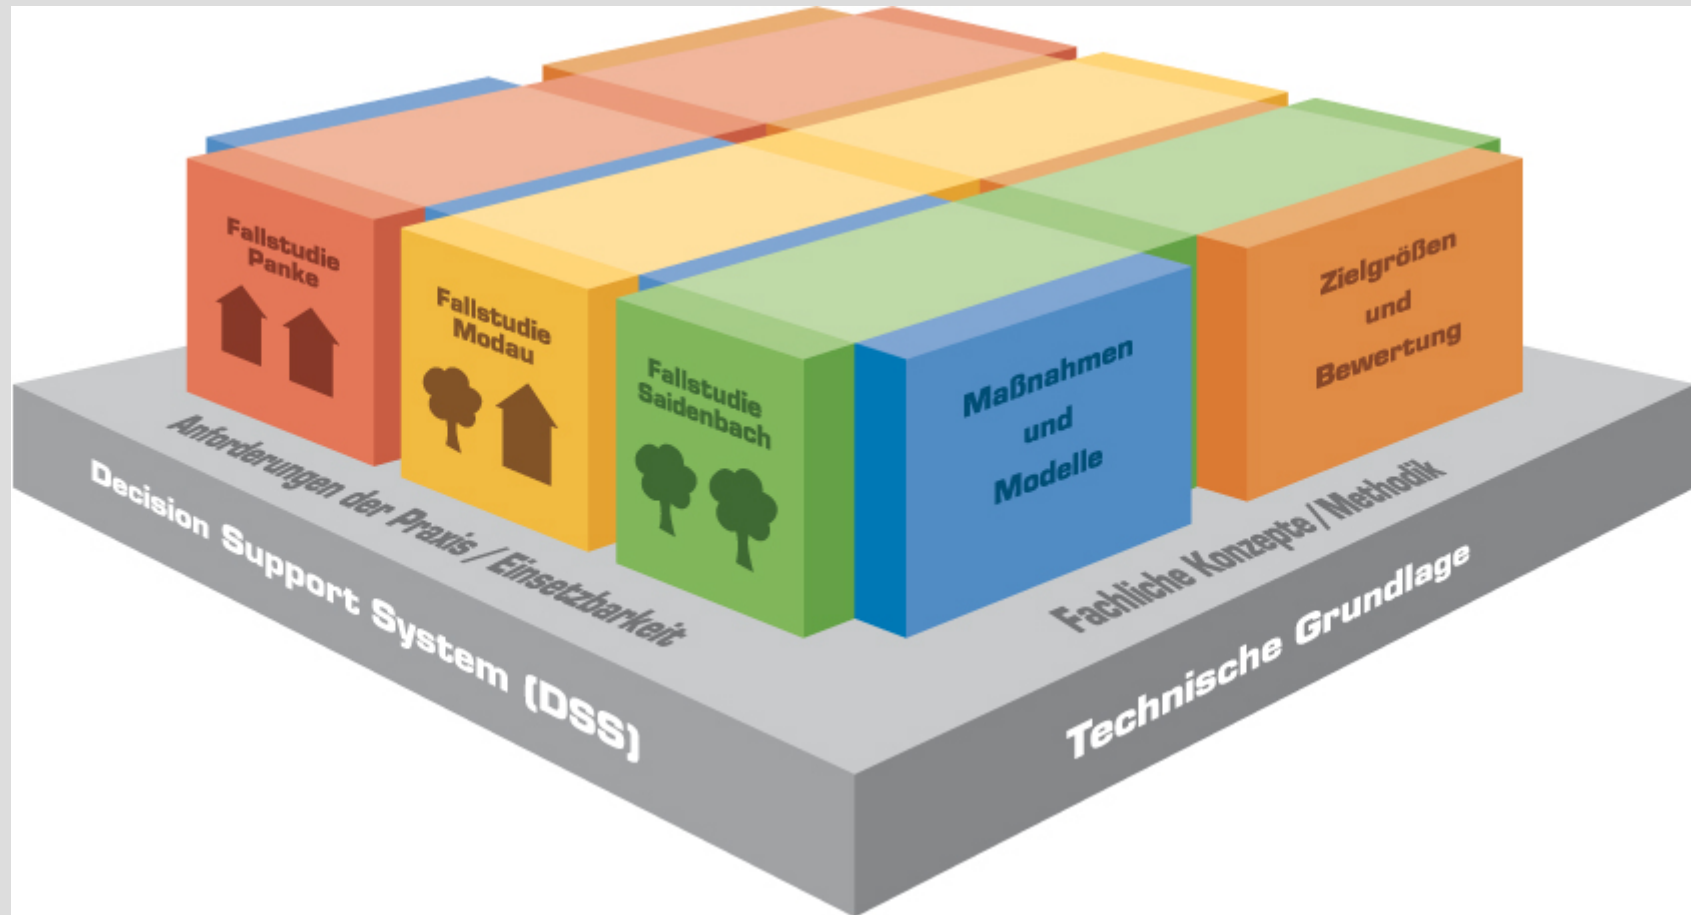 Fallstudie
Panke
Fallstudie
Modau
Fallstudie
Saidenbach
Maßnahmen
und
Modelle
Zielgrößen
und
Bewertung
Anforderungen der Praxis / Einsetzbarkeit
Fachliche Konzepte / Methodik
Decision Support System (DSS)
Technische Grundlage